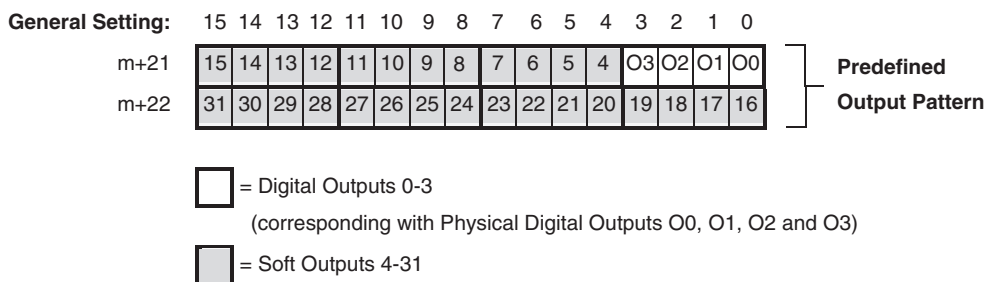 General Setting: 15 14 13 12 11 10 9 8 7 6 5 4 3 2 1 0
m+21 15 14 13 12 11 10 9 8 7 6 5 4 O3 O2 O1 O0 Predefined
m+22 31 30 29 28 27 26 25 24 23 22 21 20 19 18 17 16 Output Pattern
= Digital Outputs 0-3
(corresponding with Physical Digital Outputs O0, O1, O2 and O3)
= Soft Outputs 4-31